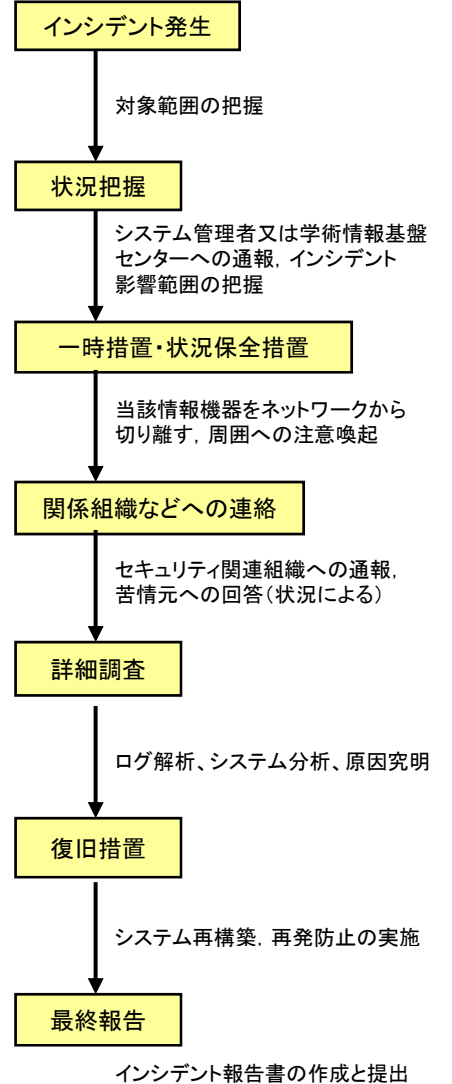 インシデント発生
対象範囲の把握
状況把握
システム管理者又は学術情報基盤
センターへの通報，インシデント
影響範囲の把握
一時措置・状況保全措置
当該情報機器をネットワークから
切り離す，周囲への注意喚起
関係組織などへの連絡
セキュリティ関連組織への通報，
苦情元への回答（状況による）
詳細調査
ログ解析、システム分析、原因究明
復旧措置
システム再構築，再発防止の実施
最終報告
インシデント報告書の作成と提出